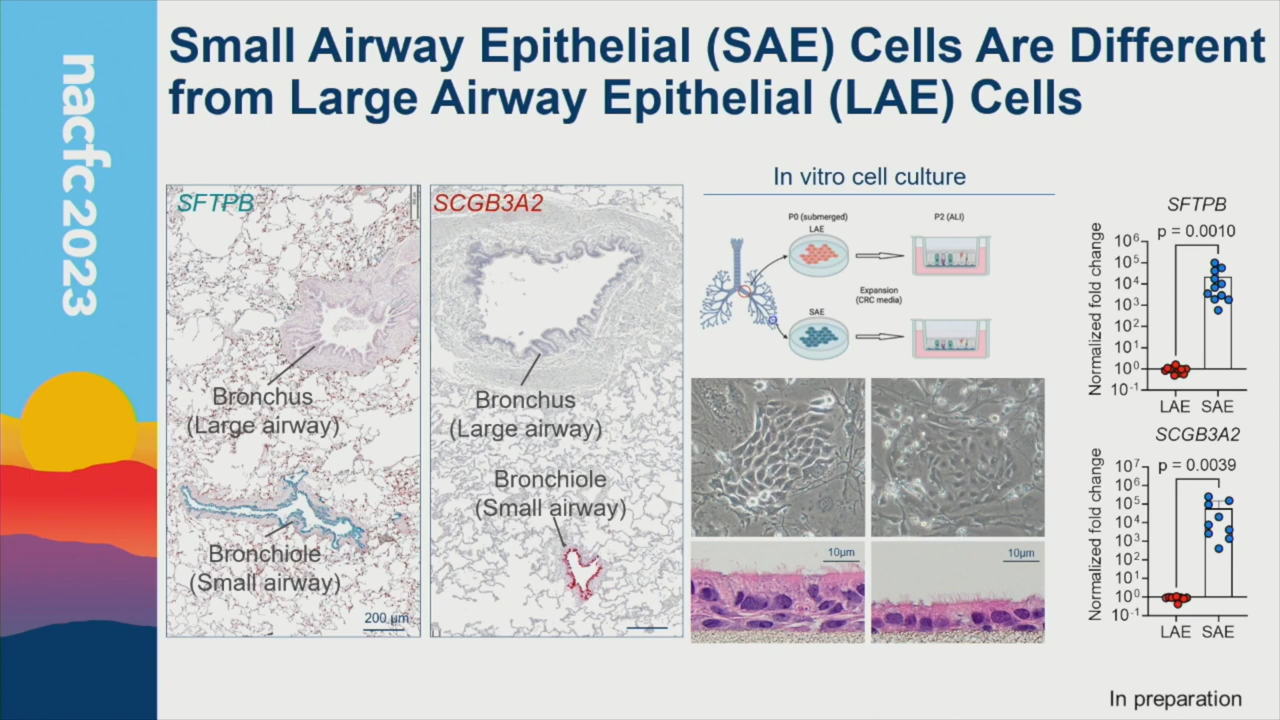 nacfc2023
Small Airway Epithelial (SAE) Cells Are Different
from Large Airway Epithelial (LAE) Cells
SFTPB
Bronchus
(Large airway)
Bronchiole
(Small airway)
200 µm
SCGB3A2
Bronchus
(Large airway)
Bronchiole
(Small airway)
In vitro cell culture
P0 (submerged)
LAE
P2 (ALI)
Expansion
(CRC media)
SAE
10µm
10µm
SFTPB
p = 0.0010
Normalized fold change
10⁶
10⁵
10⁴
10³
10²
10¹
10⁰
10⁻¹
LAE SAE
SCGB3A2
p = 0.0039
Normalized fold change
10⁷
10⁶
10⁵
10⁴
10³
10²
10¹
10⁰
10⁻¹
LAE SAE
In preparation